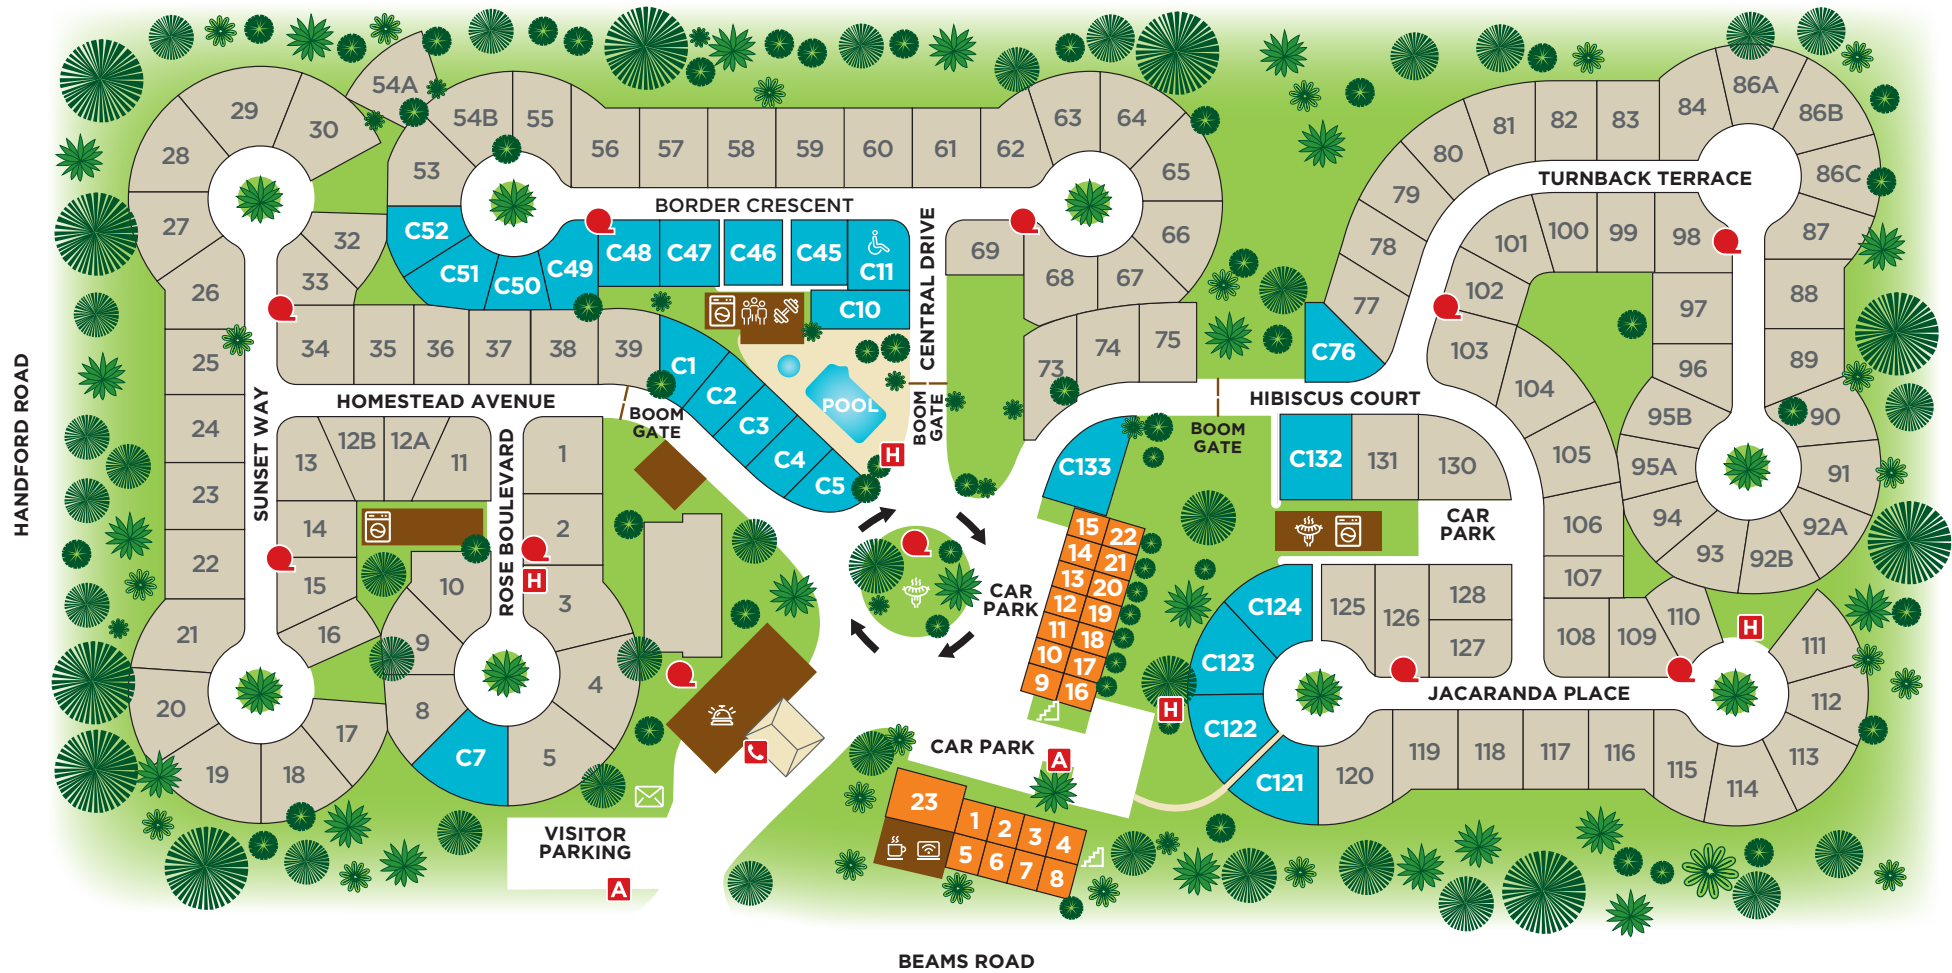 29
30
28
27
26
25
24
23
22
21
20
19
18
17
16
15
14
13
12B
12A
11
10
9
8
C7
5
4
3
2
1
32
33
34
35
36
37
38
39
54A
54B
55
53
56
57
58
59
60
61
62
63
64
65
66
67
68
69
C52
C51
C50
C49
C48
C47
C46
C45
C11
C10
C1
C2
C3
C4
C5
73
74
75
C76
77
78
79
80
81
82
83
84
86A
86B
86C
87
88
89
90
91
92A
92B
93
94
95A
95B
96
97
98
99
100
101
102
103
104
105
106
107
108
109
110
111
112
113
114
115
116
117
118
119
120
C121
C122
C123
C124
125
126
127
128
130
131
C132
C133
15
22
14
21
13
20
12
19
11
18
10
17
9
16
23
1
2
3
4
5
6
7
8
BORDER CRESCENT
CENTRAL DRIVE
TURNBACK TERRACE
HOMESTEAD AVENUE
HIBISCUS COURT
SUNSET WAY
ROSE BOULEVARD
JACARANDA PLACE
HANDFORD ROAD
BEAMS ROAD
BOOM
GATE
BOOM
GATE
BOOM
GATE
POOL
CAR
PARK
CAR
PARK
CAR PARK
VISITOR
PARKING
H
H
H
H
A
A